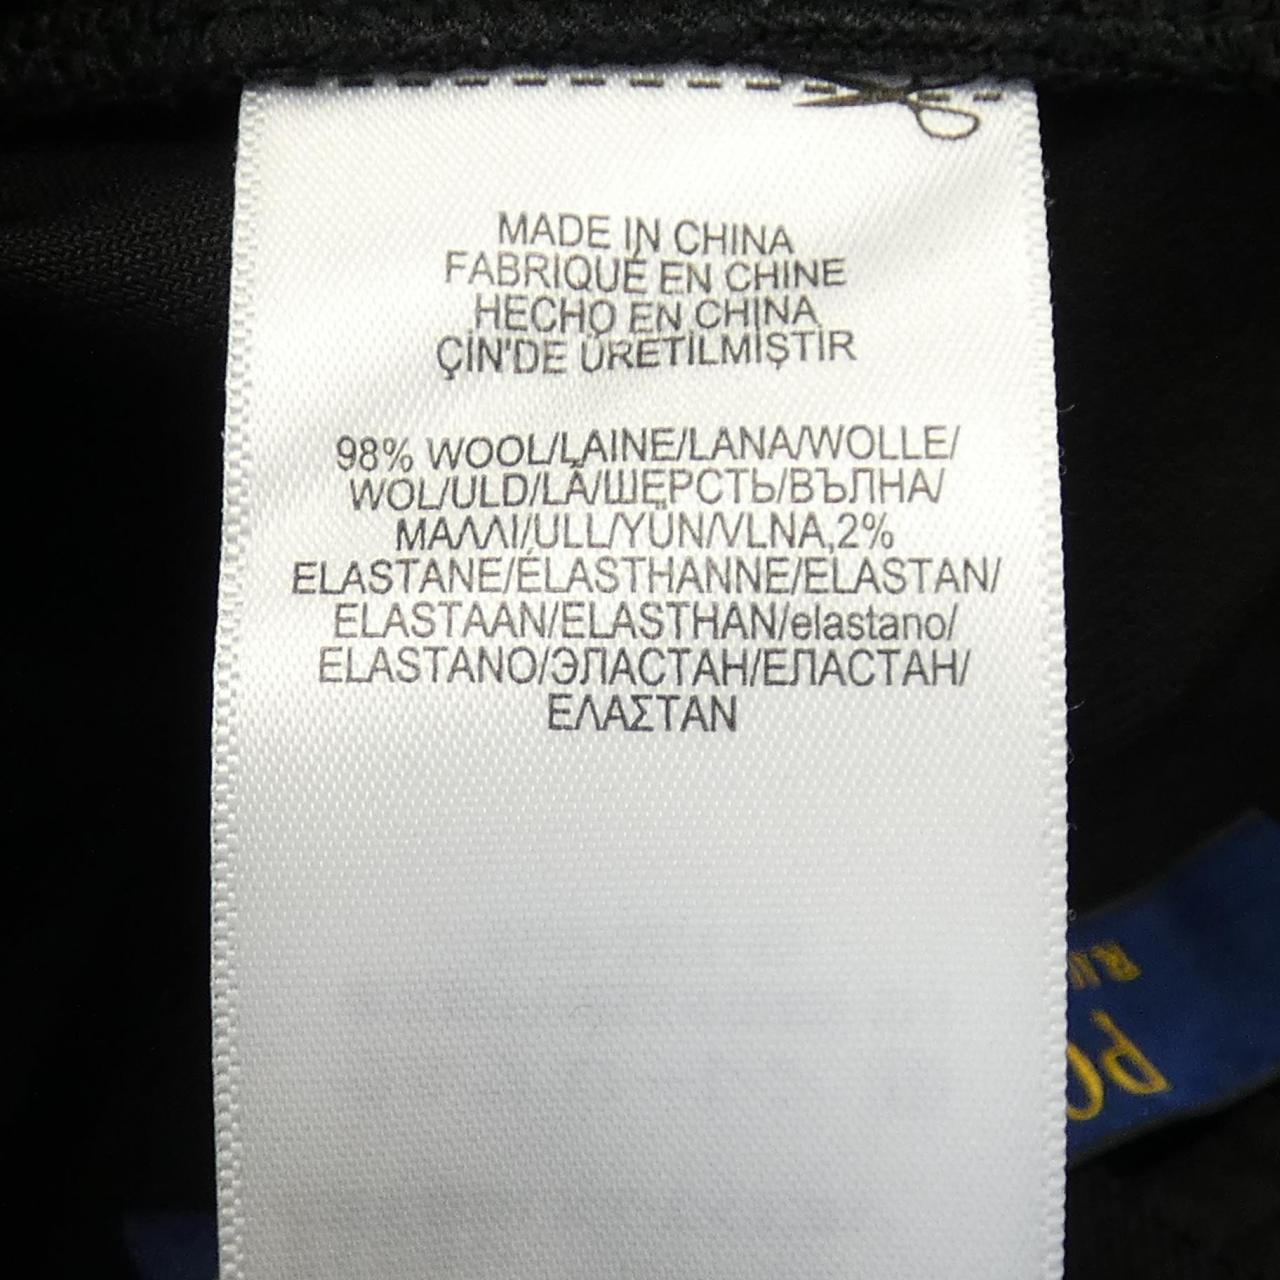 MADE IN CHINA
FABRIQUÉ EN CHINE
HECHO EN CHINA
ÇİN'DE ÜRETİLMİŞTİR
98% WOOL/LAINE/LANA/WOLLE/
WOL/ULD/LÃ/ШЕРСТЬ/ВЪЛНА/
ΜΑΛΛΙ/ULL/YÜN/VLNA,2%
ELASTANE/ÉLASTHANNE/ELASTAN/
ELASTAAN/ELASTHAN/elastano/
ELASTANO/ЭЛАСТАН/ЕЛАСТАН/
ΕΛΑΣΤΑΝ